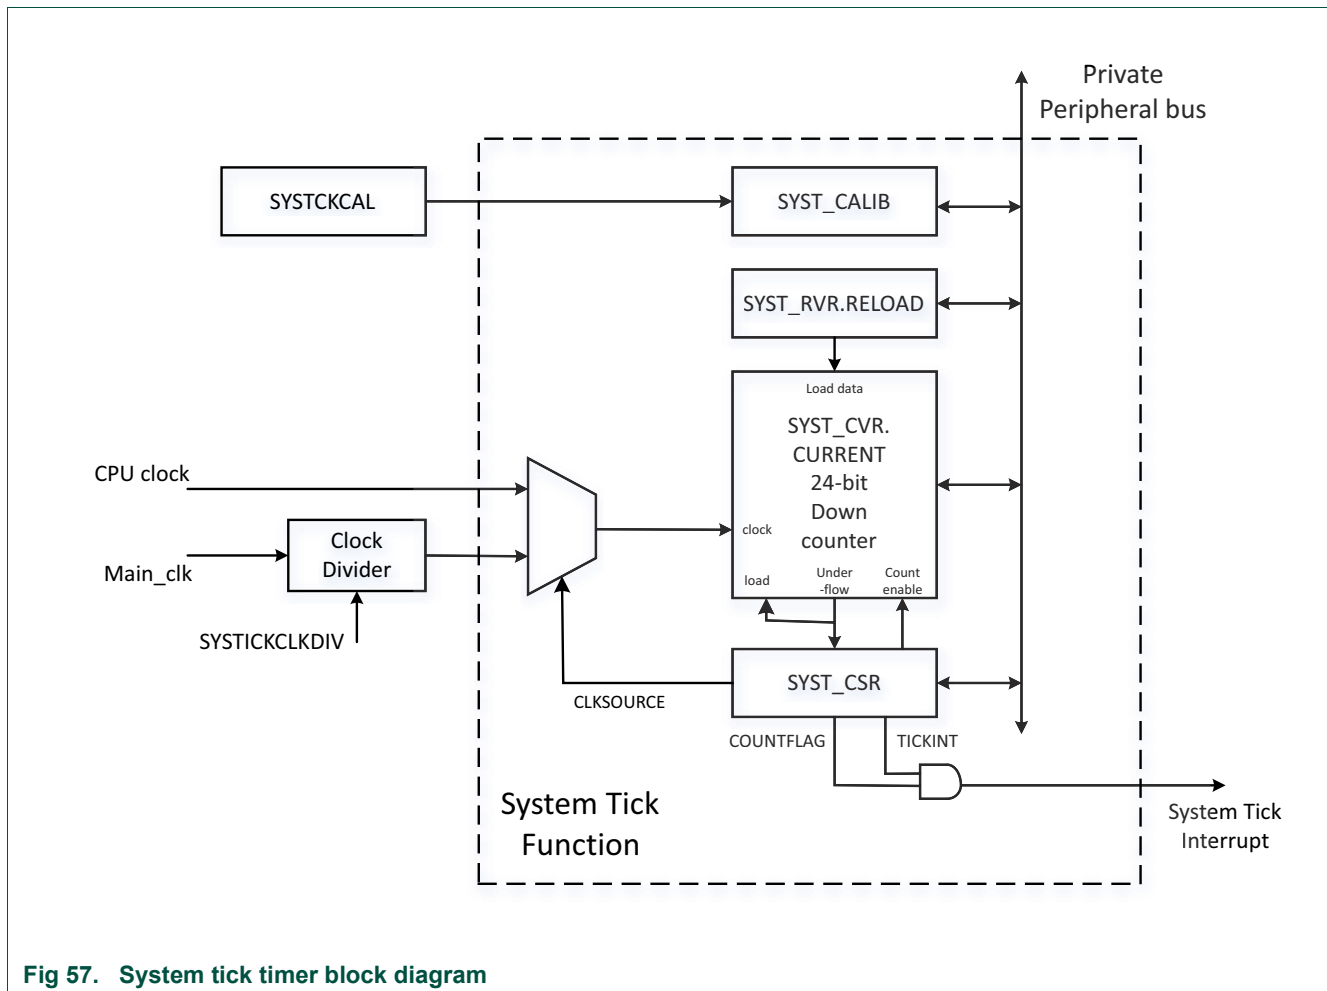 Private
Peripheral bus
SYSTCKCAL
SYST_CALIB
SYST_RVR.RELOAD
Load data
SYST_CVR.
CURRENT
24-bit
Down
counter
CPU clock
clock
Main_clk
Clock
Divider
load
Under
-flow
Count
enable
SYSTICKCLKDIV
SYST_CSR
CLKSOURCE
COUNTFLAG
TICKINT
System Tick
Function
System Tick
Interrupt
Fig 57. System tick timer block diagram